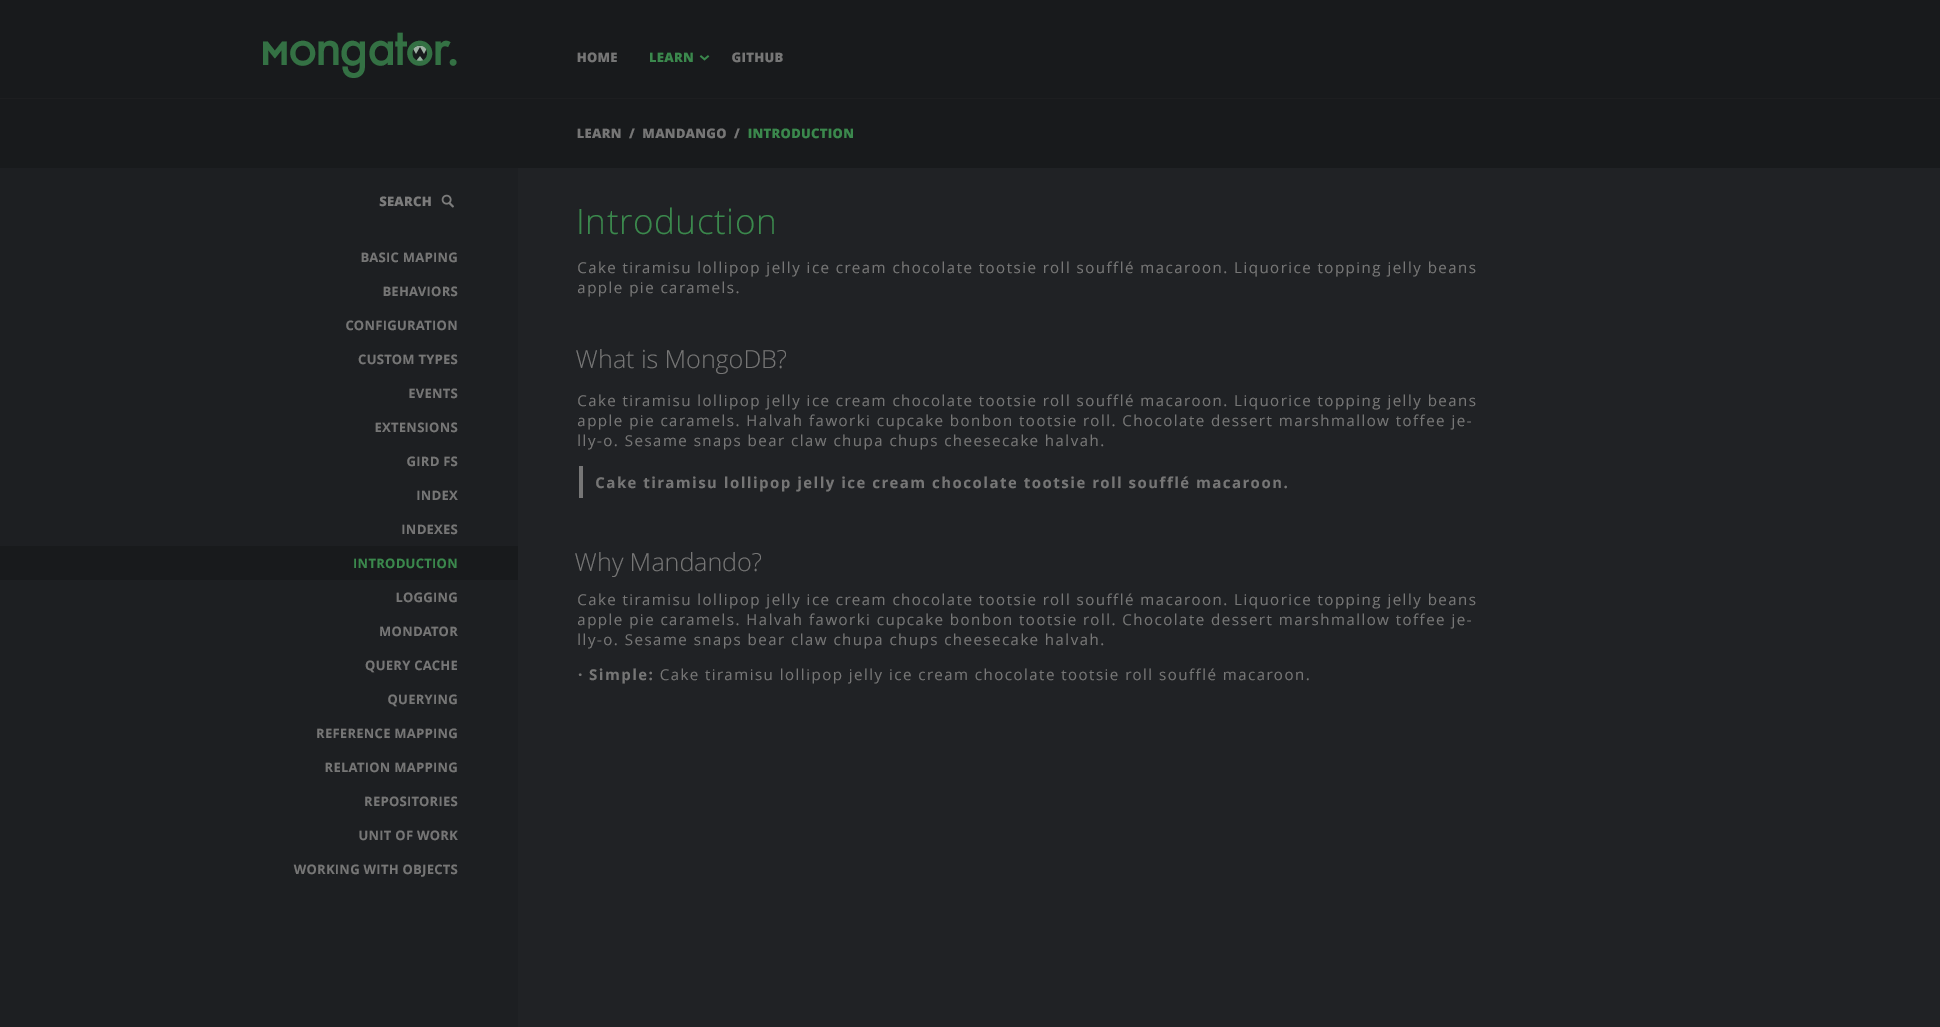 Mongator.
HOME LEARN GITHUB
LEARN / MANDANGO / INTRODUCTION
SEARCH
BASIC MAPING
BEHAVIORS
CONFIGURATION
CUSTOM TYPES
EVENTS
EXTENSIONS
GIRD FS
INDEX
INDEXES
INTRODUCTION
LOGGING
MONDATOR
QUERY CACHE
QUERYING
REFERENCE MAPPING
RELATION MAPPING
REPOSITORIES
UNIT OF WORK
WORKING WITH OBJECTS
Introduction
Cake tiramisu lollipop jelly ice cream chocolate tootsie roll soufflé macaroon. Liquorice topping jelly beans
apple pie caramels.
What is MongoDB?
Cake tiramisu lollipop jelly ice cream chocolate tootsie roll soufflé macaroon. Liquorice topping jelly beans
apple pie caramels. Halvah faworki cupcake bonbon tootsie roll. Chocolate dessert marshmallow toffee je-
lly-o. Sesame snaps bear claw chupa chups cheesecake halvah.
Cake tiramisu lollipop jelly ice cream chocolate tootsie roll soufflé macaroon.
Why Mandando?
Cake tiramisu lollipop jelly ice cream chocolate tootsie roll soufflé macaroon. Liquorice topping jelly beans
apple pie caramels. Halvah faworki cupcake bonbon tootsie roll. Chocolate dessert marshmallow toffee je-
lly-o. Sesame snaps bear claw chupa chups cheesecake halvah.
· Simple: Cake tiramisu lollipop jelly ice cream chocolate tootsie roll soufflé macaroon.